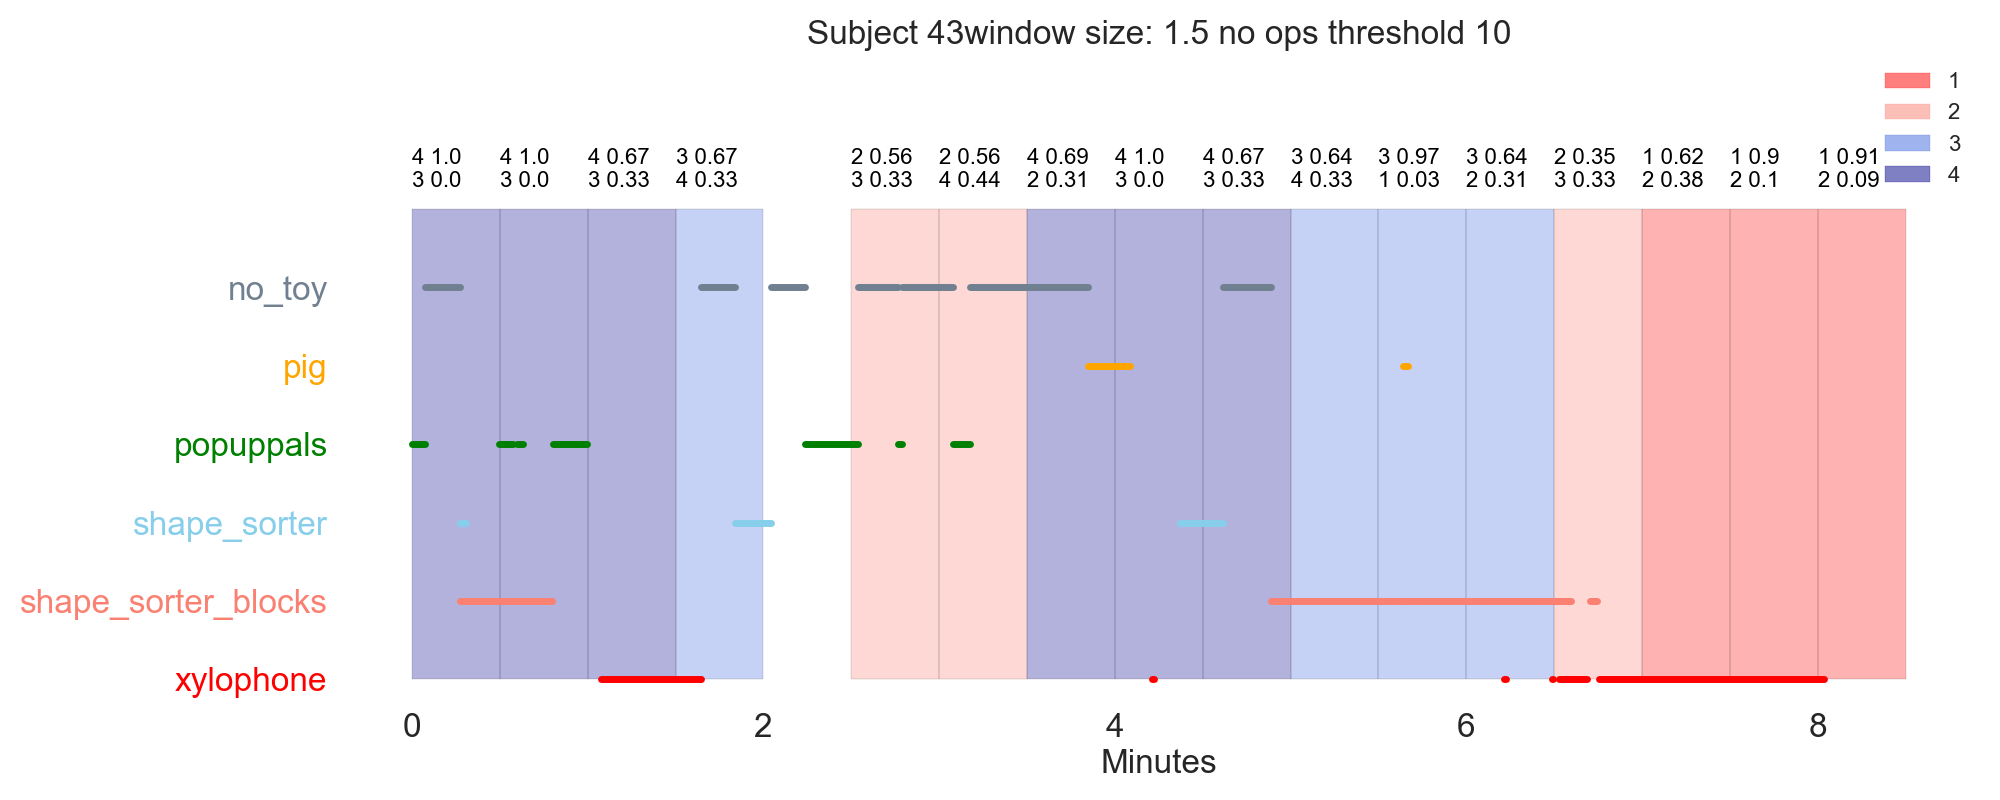 Subject 43window size: 1.5 no ops threshold 10
1
2
3
4
4 1.0 4 1.0 4 0.67 3 0.67 2 0.56 2 0.56 4 0.69 4 1.0 4 0.67 3 0.64 3 0.97 3 0.64 2 0.35 1 0.62 1 0.9 1 0.91
3 0.0 3 0.0 3 0.33 4 0.33 3 0.33 4 0.44 2 0.31 3 0.0 3 0.33 4 0.33 1 0.03 2 0.31 3 0.33 2 0.38 2 0.1 2 0.09
no_toy
pig
popuppals
shape_sorter
shape_sorter_blocks
xylophone
0 2 4 6 8
Minutes